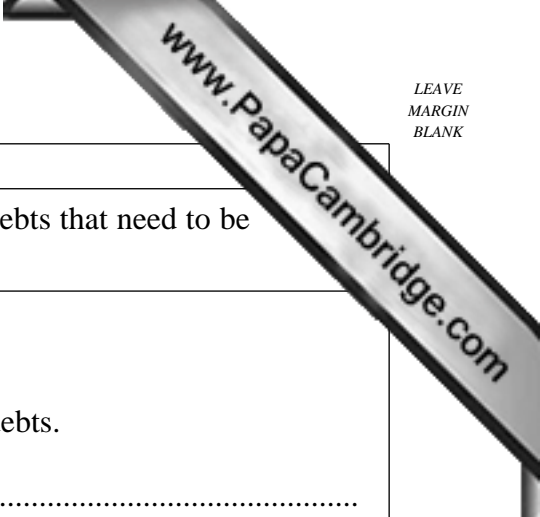 www.PapaCambridge.com
LEAVE
MARGIN
BLANK
ebts that need to be
ebts.
..........................................